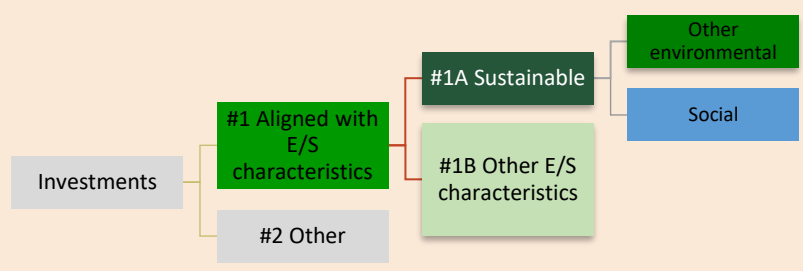 Investments
#1 Aligned with
E/S
characteristics
#2 Other
#1A Sustainable
#1B Other E/S
characteristics
Other
environmental
Social